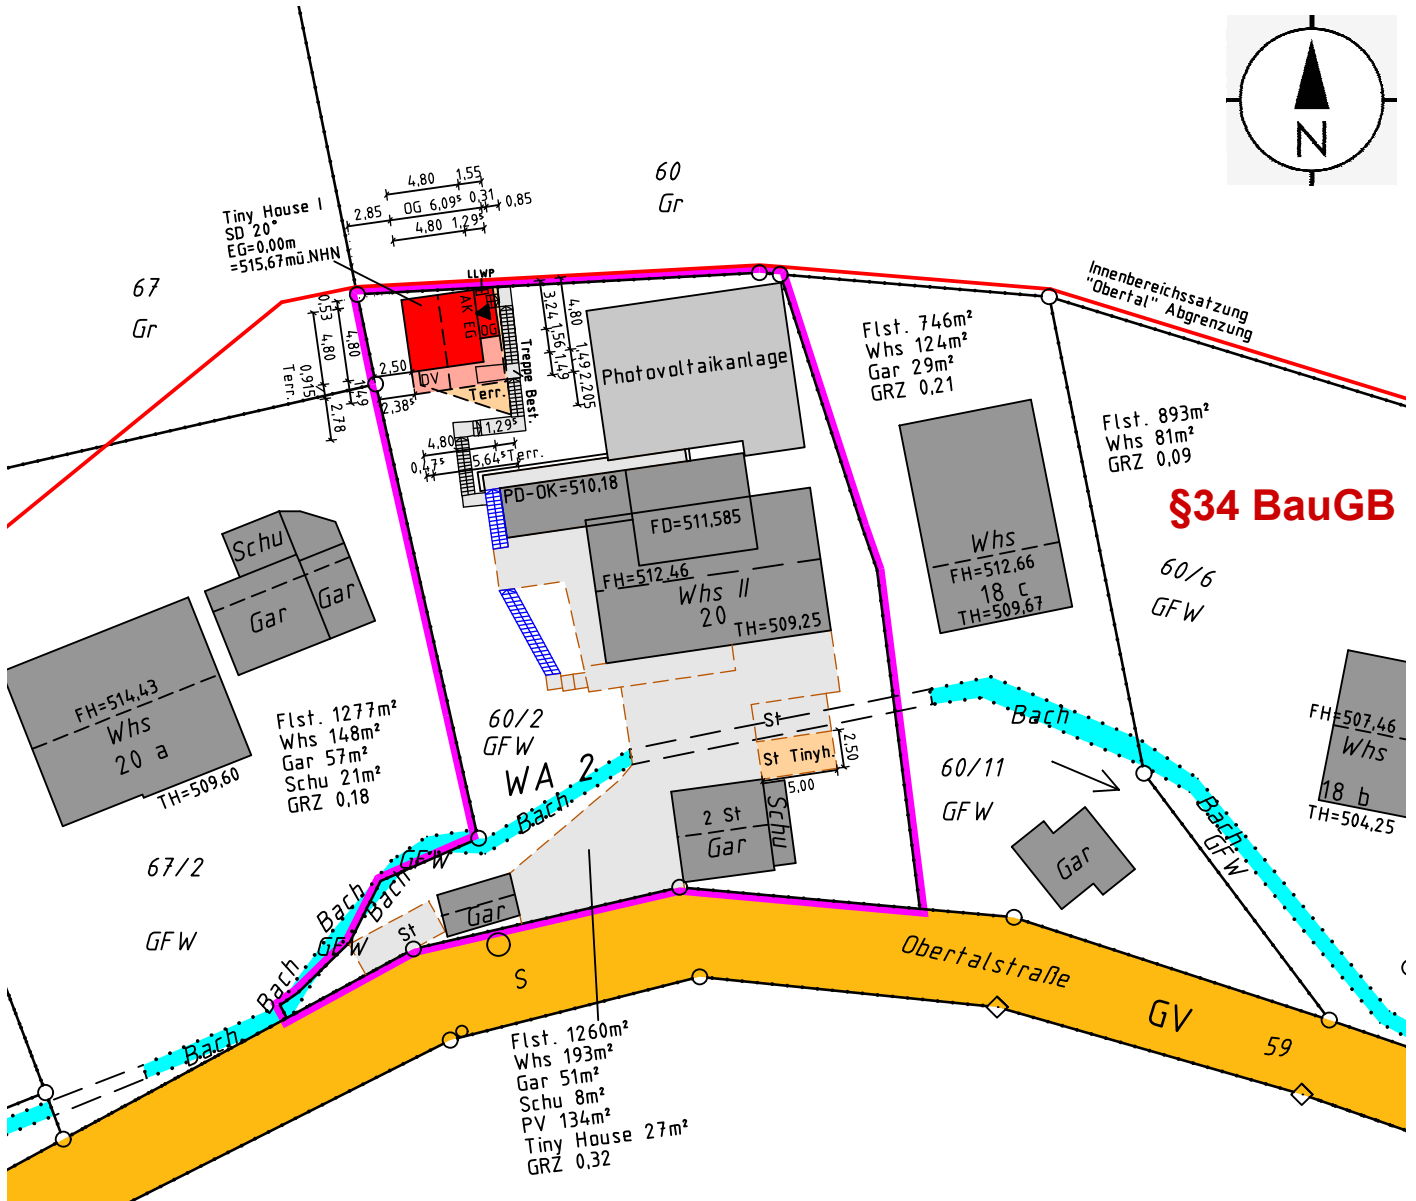 N
60
Gr
4,80 1,55
2,85 OG 6,09⁵ 0,31 0,85
4,80 1,29⁵
Tiny House I
SD 20°
EG=0,00m
=515,67mü.NHN
67
Gr
LLWP
AK EG
OG
DV
Terr.
Treppe Best.
0,53
4,80
0,915
Terr.
2,78
4,80
1,49
2,50
2,38⁵
3,24 1,56 1,49
4,80 1,49 2,205
4,80 1,29⁵
0,47⁵ 5,64⁵ Terr.
Photovoltaikanlage
Innenbereichssatzung
"Obertal" Abgrenzung
Flst. 746m²
Whs 124m²
Gar 29m²
GRZ 0,21
Flst. 893m²
Whs 81m²
GRZ 0,09
§34 BauGB
PD-OK=510,18
FD=511,585
FH=512,46
Whs II
20
TH=509,25
Whs
FH=512,66
18 c
TH=509,67
60/6
GFW
Schu
Gar
Gar
FH=514,43
Whs
20 a
TH=509,60
Flst. 1277m²
Whs 148m²
Gar 57m²
Schu 21m²
GRZ 0,18
60/2
GFW
WA 2
Bach
St
St Tinyh.
2,50
5,00
2 St
Gar
Schu
Bach
60/11
GFW
Gar
Bach
GFW
FH=507,46
Whs
18 b
TH=504,25
67/2
GFW
GFW
Bach
Bach
GFW
Bach
Bach
St
Gar
S
Obertalstraße
GV
59
Flst. 1260m²
Whs 193m²
Gar 51m²
Schu 8m²
PV 134m²
Tiny House 27m²
GRZ 0,32